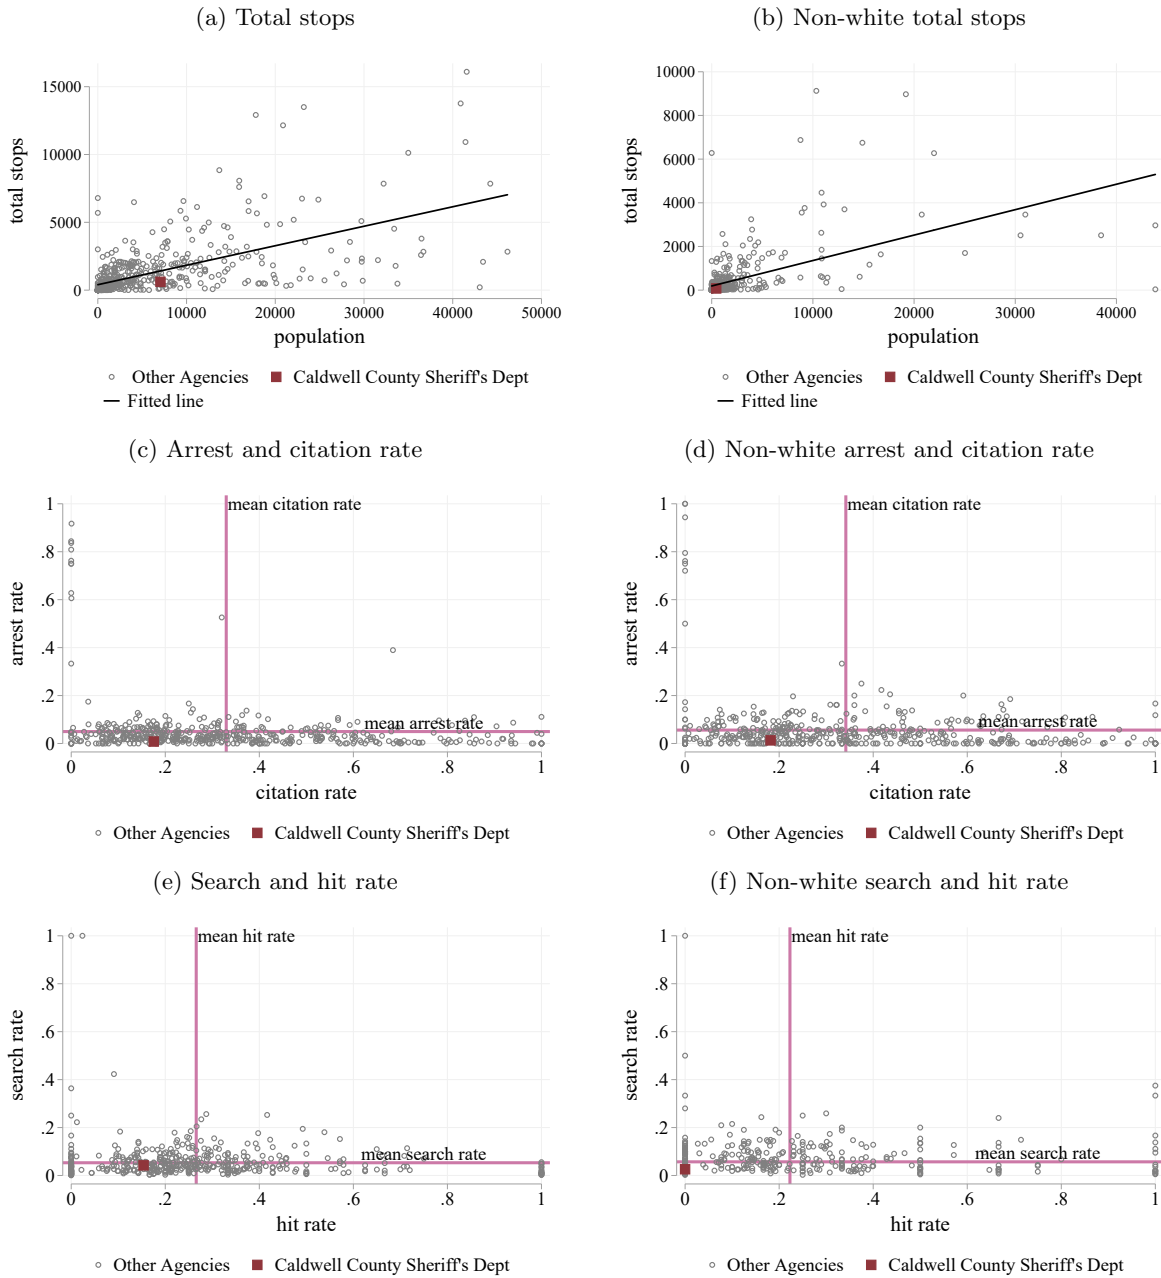 (a) Total stops
(b) Non-white total stops
total stops
15000
10000
5000
0
0 10000 20000 30000 40000 50000
population
Other Agencies Caldwell County Sheriff's Dept
Fitted line
total stops
10000
8000
6000
4000
2000
0
0 10000 20000 30000 40000
population
Other Agencies Caldwell County Sheriff's Dept
Fitted line
(c) Arrest and citation rate
(d) Non-white arrest and citation rate
arrest rate
1
.8
.6
.4
.2
0
mean citation rate
mean arrest rate
0 .2 .4 .6 .8 1
citation rate
Other Agencies Caldwell County Sheriff's Dept
arrest rate
1
.8
.6
.4
.2
0
mean citation rate
mean arrest rate
0 .2 .4 .6 .8 1
citation rate
Other Agencies Caldwell County Sheriff's Dept
(e) Search and hit rate
(f) Non-white search and hit rate
search rate
1
.8
.6
.4
.2
0
mean hit rate
mean search rate
0 .2 .4 .6 .8 1
hit rate
Other Agencies Caldwell County Sheriff's Dept
search rate
1
.8
.6
.4
.2
0
mean hit rate
mean search rate
0 .2 .4 .6 .8 1
hit rate
Other Agencies Caldwell County Sheriff's Dept